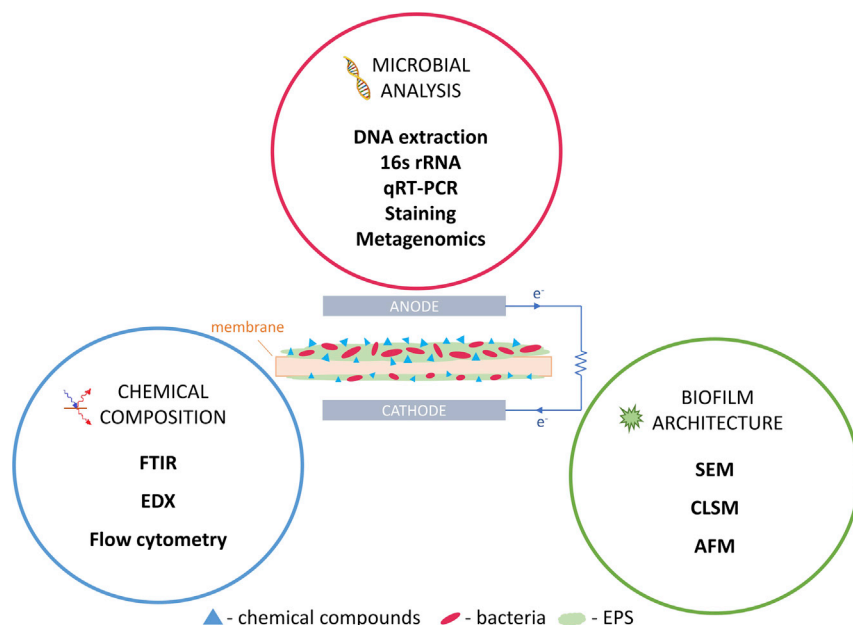 MICROBIAL
ANALYSIS
DNA extraction
16s rRNA
qRT-PCR
Staining
Metagenomics
ANODE
e-
membrane
CATHODE
e-
CHEMICAL
COMPOSITION
FTIR
EDX
Flow cytometry
BIOFILM
ARCHITECTURE
SEM
CLSM
AFM
- chemical compounds - bacteria - EPS